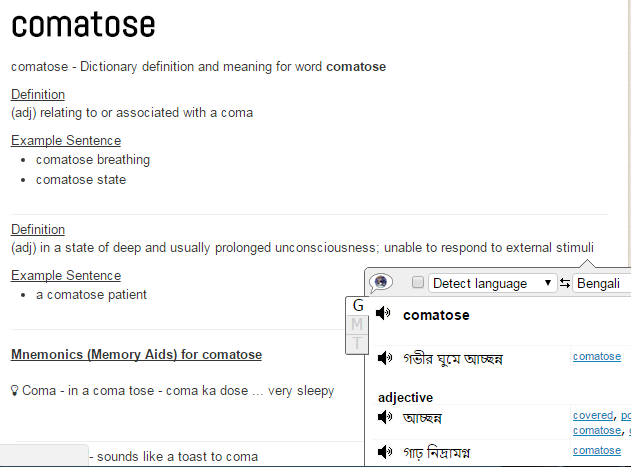 comatose
comatose - Dictionary definition and meaning for word comatose
Definition
(adj) relating to or associated with a coma
Example Sentence
comatose breathing
comatose state
Definition
(adj) in a state of deep and usually prolonged unconsciousness; unable to respond to external stimuli
Example Sentence
a comatose patient
Mnemonics (Memory Aids) for comatose
Coma - in a coma tose - coma ka dose ... very sleepy
- sounds like a toast to coma
Detect language
Bengali
G
M
T
comatose
গভীর ঘুমে আচ্ছন্ন
comatose
adjective
আচ্ছন্ন
covered,
comatose,
গাঢ় নিদ্রামগ্ন
comatose